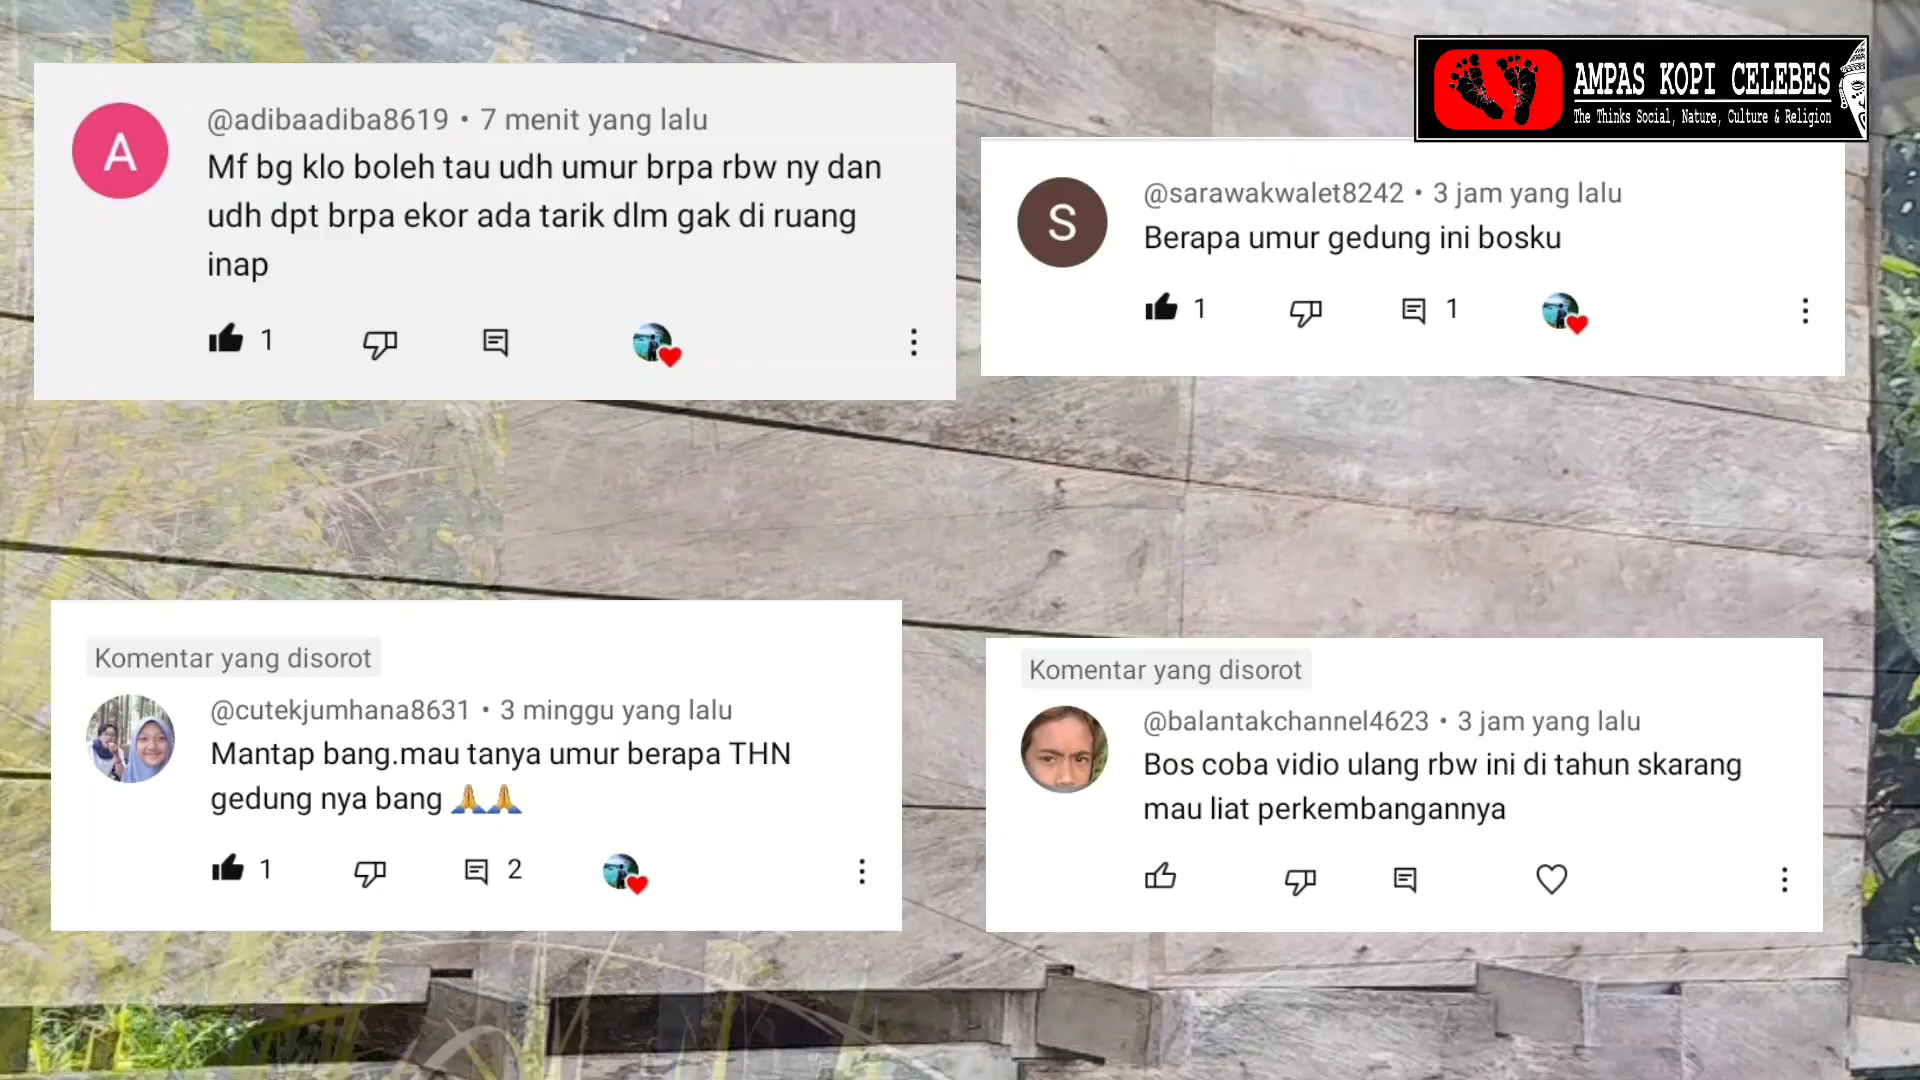 AMPAS KOPI CELEBES
The Thinks Social, Nature, Culture & Religion
A
@adibaadiba8619 • 7 menit yang lalu
Mf bg klo boleh tau udh umur brpa rbw ny dan
udh dpt brpa ekor ada tarik dlm gak di ruang
inap
1
S
@sarawakwalet8242 • 3 jam yang lalu
Berapa umur gedung ini bosku
1 1
Komentar yang disorot
@cutekjumhana8631 • 3 minggu yang lalu
Mantap bang.mau tanya umur berapa THN
gedung nya bang 🙏🙏
1 2
Komentar yang disorot
@balantakchannel4623 • 3 jam yang lalu
Bos coba vidio ulang rbw ini di tahun skarang
mau liat perkembangannya